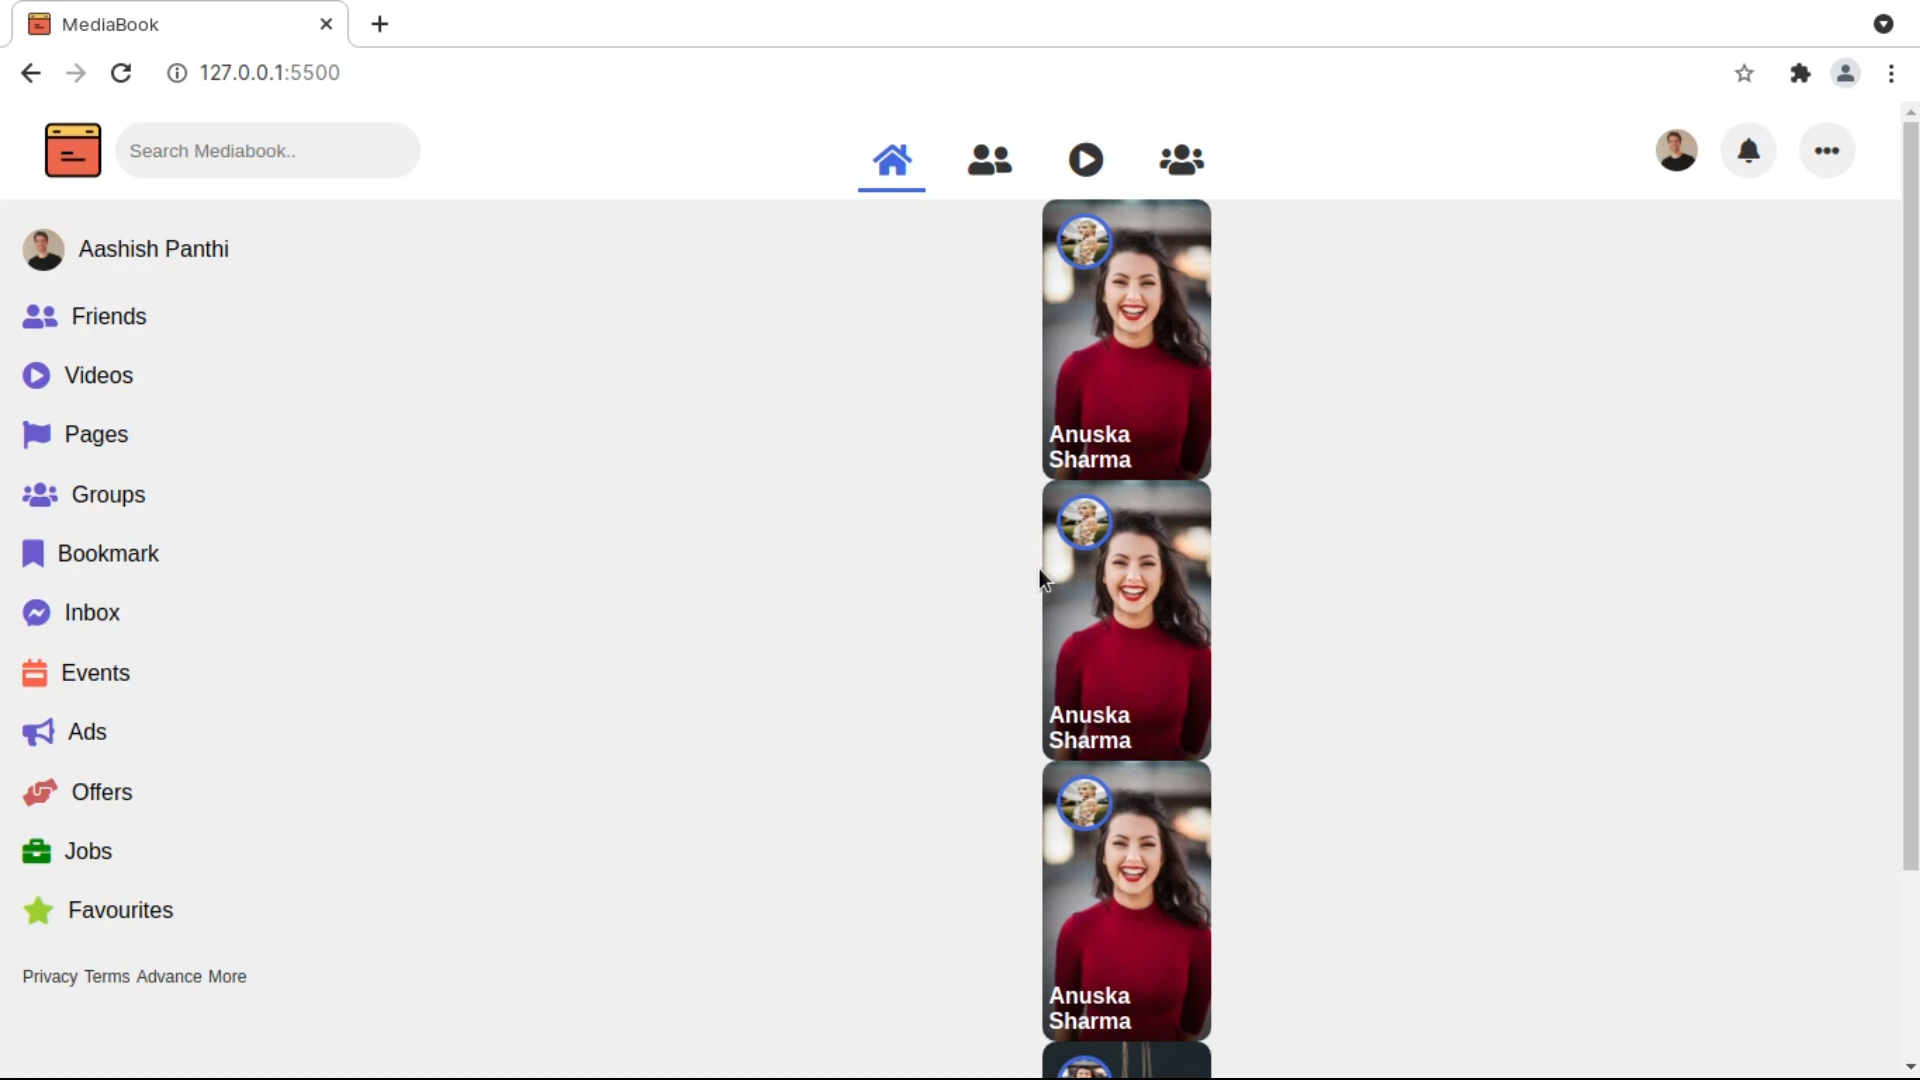 MediaBook
127.0.0.1:5500
Search Mediabook..
Aashish Panthi
Friends
Videos
Pages
Groups
Bookmark
Inbox
Events
Ads
Offers
Jobs
Favourites
Privacy Terms Advance More
Anuska
Sharma
Anuska
Sharma
Anuska
Sharma